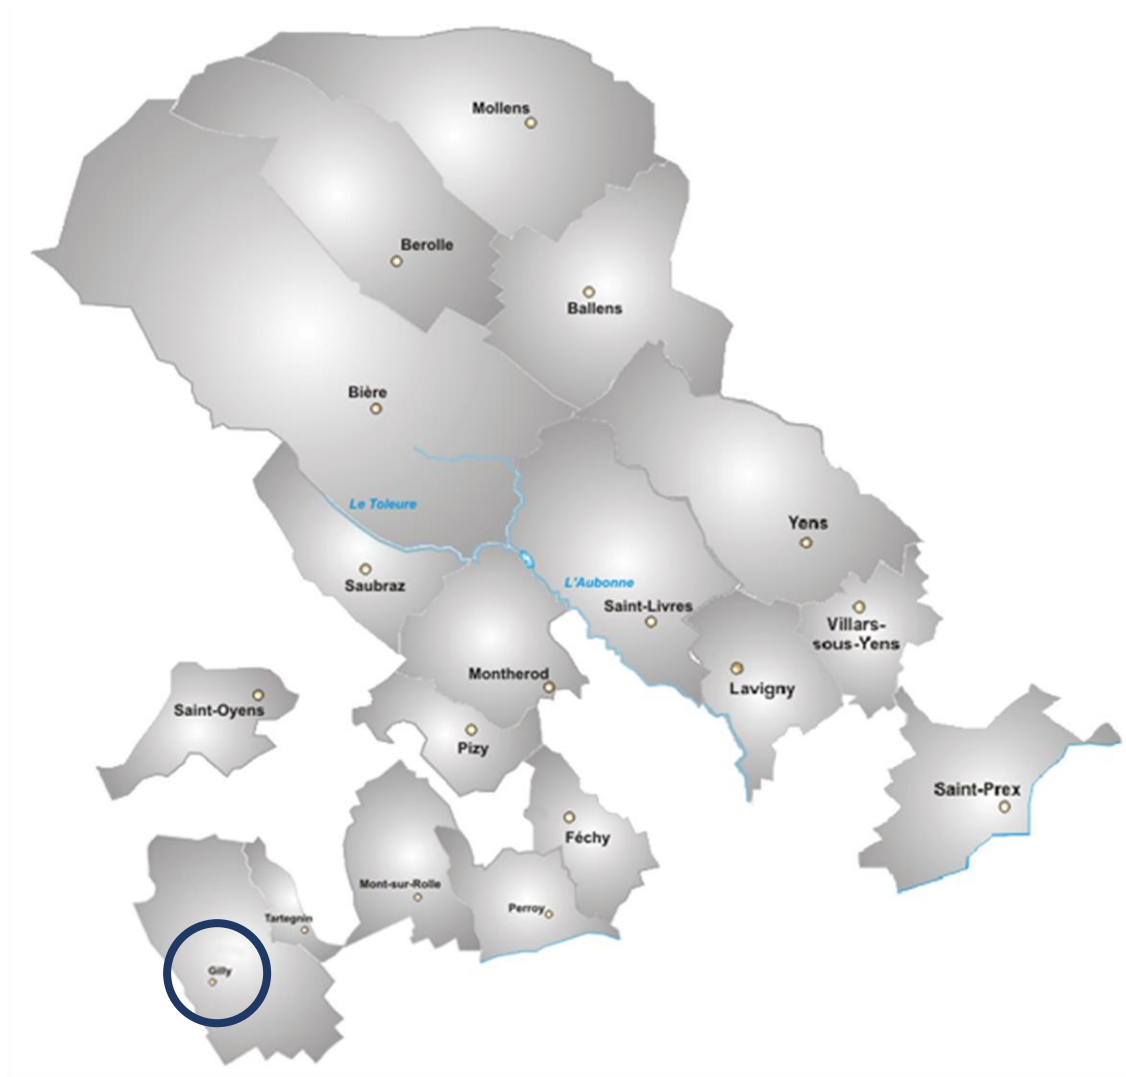 Mollens
Berolle
Ballens
Bière
Le Toleure
Yens
L'Aubonne
Saubraz
Saint-Livres
Villars-
sous-Yens
Montherod
Lavigny
Saint-Oyens
Pizy
Saint-Prex
Féchy
Mont-sur-Rolle
Perroy
Tartegnin
Gilly